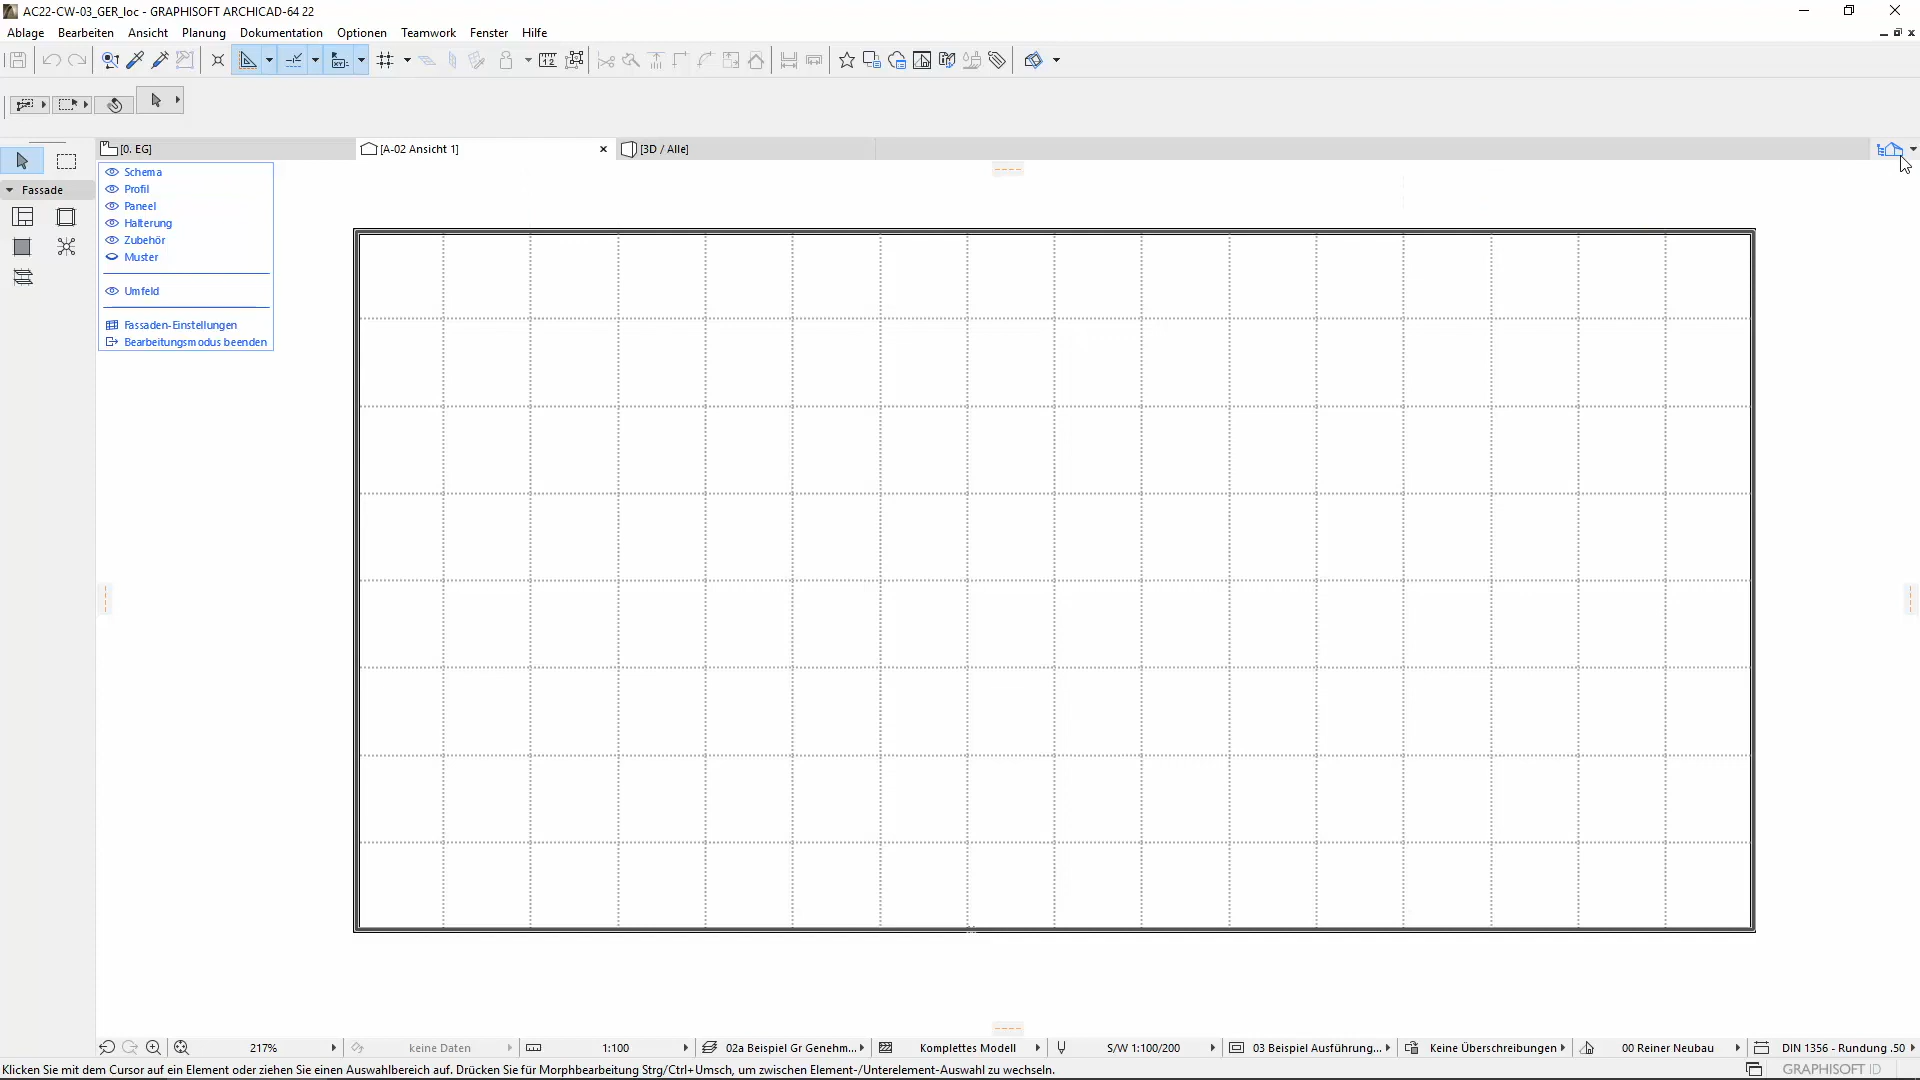 AC22-CW-03_GER_loc - GRAPHISOFT ARCHICAD-64 22
Ablage Bearbeiten Ansicht Planung Dokumentation Optionen Teamwork Fenster Hilfe
[0. EG] [A-02 Ansicht 1] [3D / Alle]
Schema
Fassade
Profil
Paneel
Halterung
Zubehör
Muster
Umfeld
Fassaden-Einstellungen
Bearbeitungsmodus beenden
217% keine Daten 1:100 02a Beispiel Gr Genehm... Komplettes Modell S/W 1:100/200 03 Beispiel Ausführung... Keine Überschreibungen 00 Reiner Neubau DIN 1356 - Rundung .50
Klicken Sie mit dem Cursor auf ein Element oder ziehen Sie einen Auswahlbereich auf. Drücken Sie für Morphbearbeitung Strg/Ctrl+Umsch, um zwischen Element-/Unterelement-Auswahl zu wechseln.
GRAPHISOFT ID